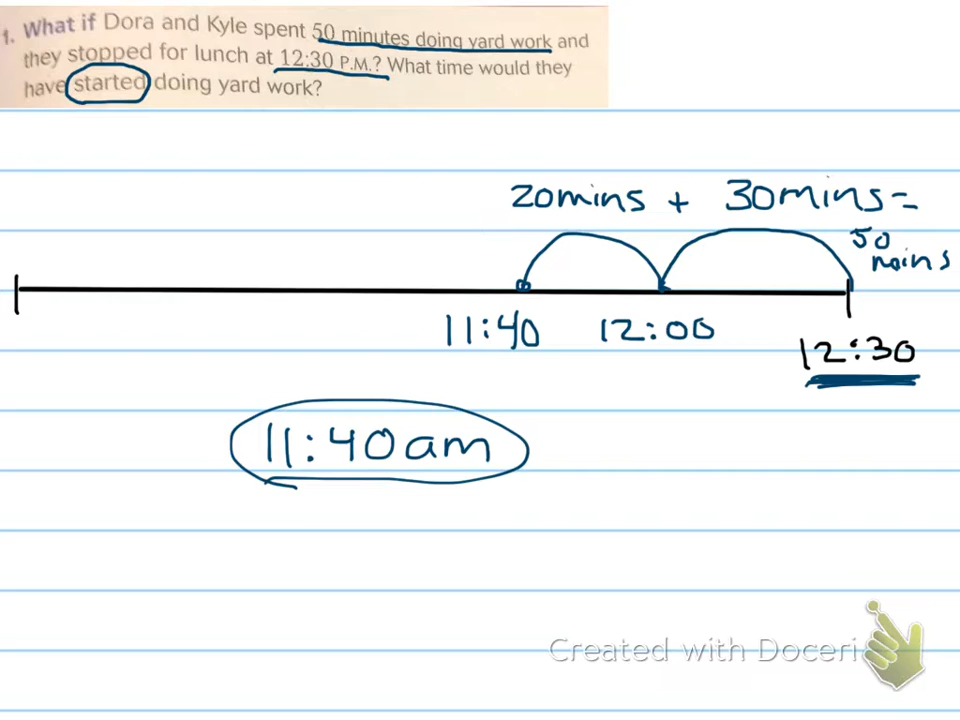 1. What if Dora and Kyle spent 50 minutes doing yard work and
they stopped for lunch at 12:30 P.M.? What time would they
have started doing yard work?
20mins + 30mins =
50
mins
11:40 12:00
12:30
11:40am
Created with Doceri